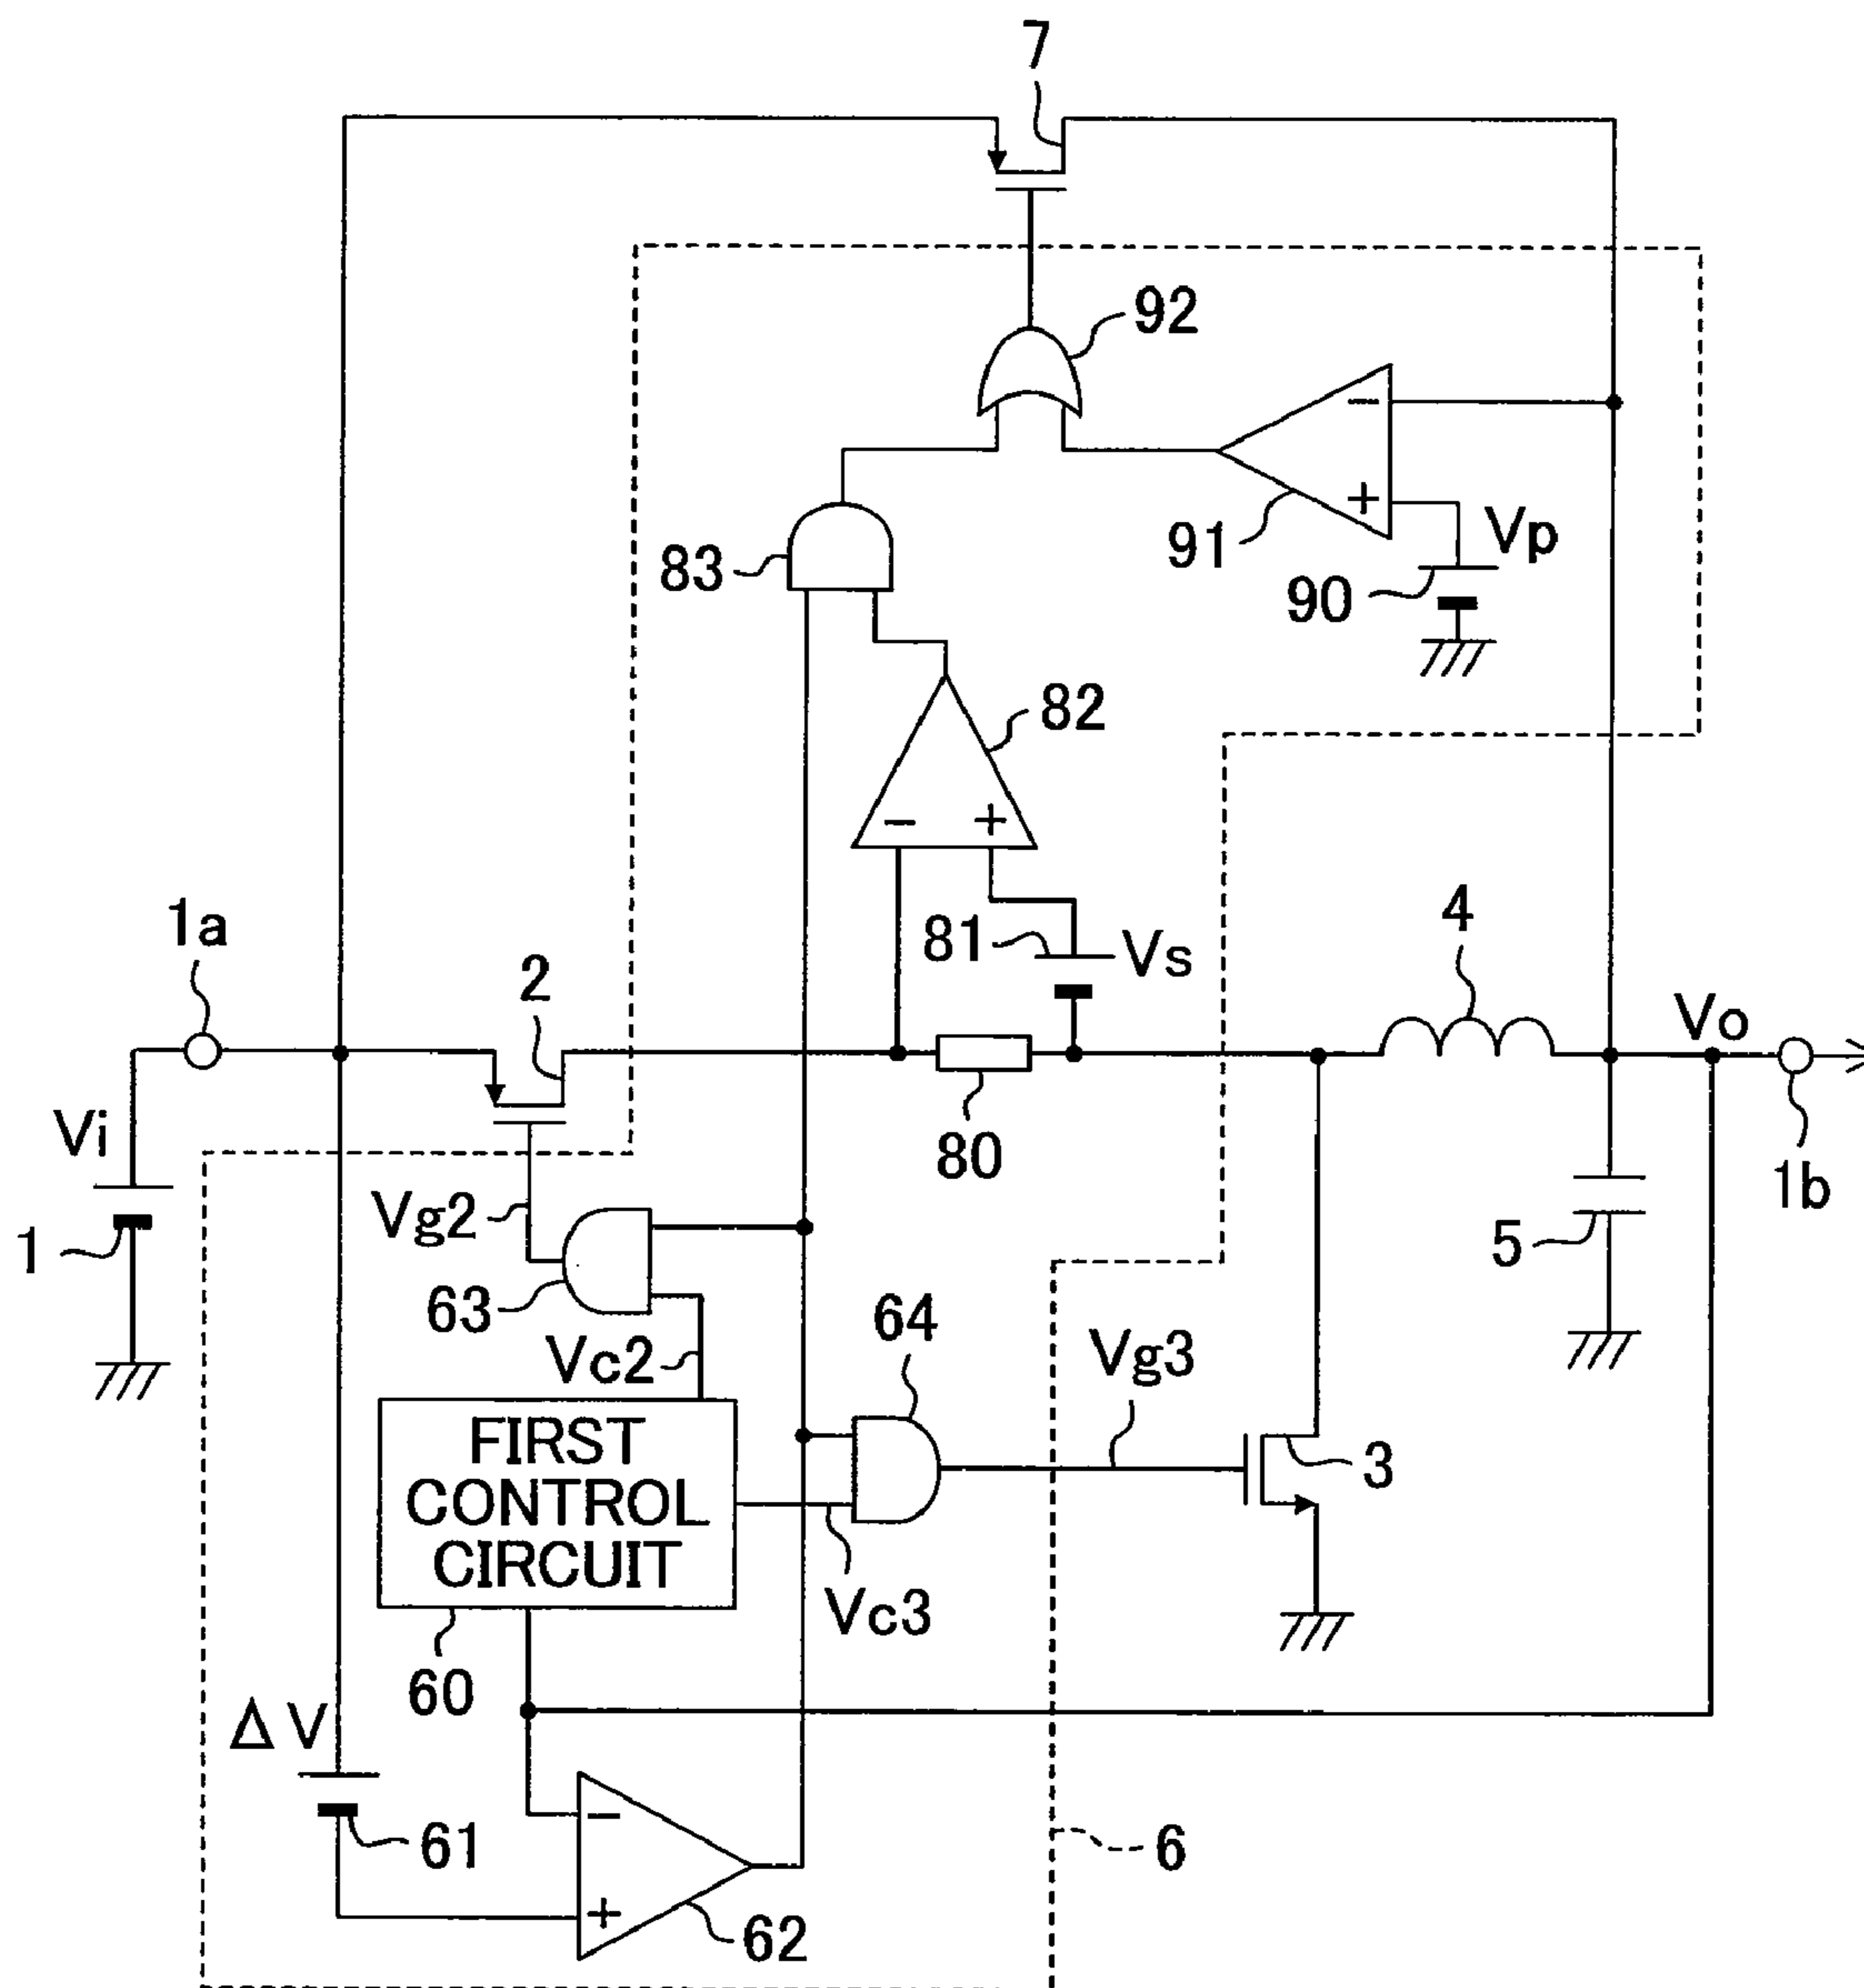 7
92
91
Vp
90
83
82
1a
2
81
Vs
4
Vo
Vi
1
80
1b
5
Vg2
63
Vc2
64
Vg3
FIRST
CONTROL
CIRCUIT
3
Vc3
60
ΔV
61
62
6
−
+
−
+
−
+